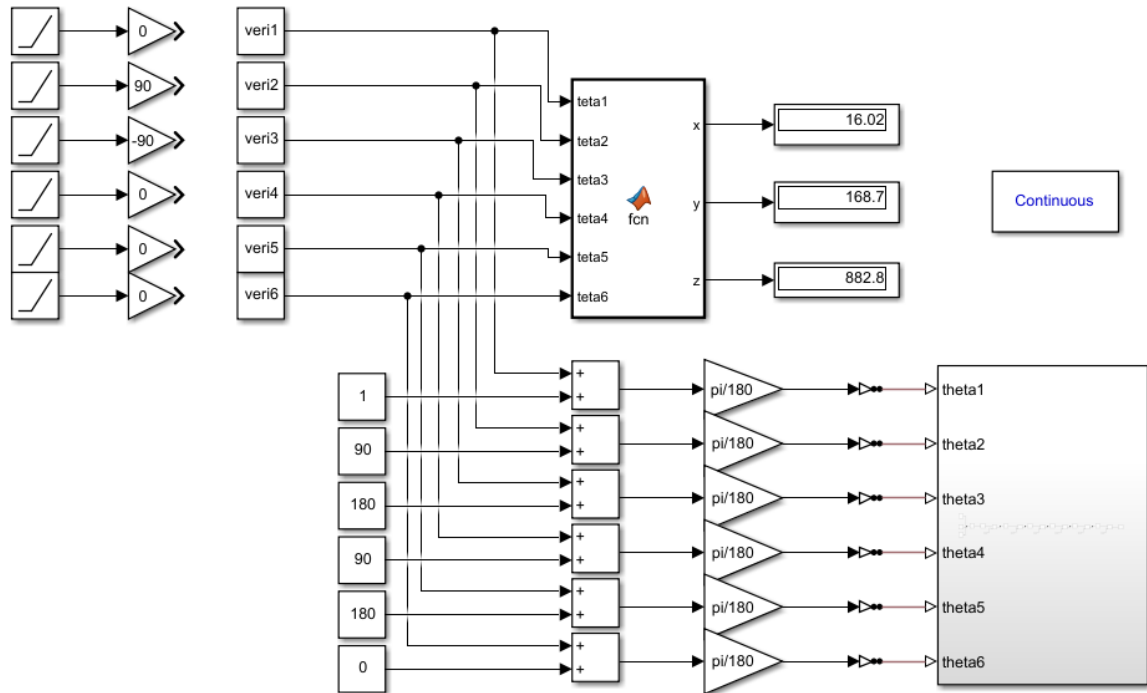 0
90
-90
0
0
0
veri1
veri2
veri3
veri4
veri5
veri6
teta1
teta2
teta3
teta4
teta5
teta6
fcn
x
y
z
16.02
168.7
882.8
Continuous
1
90
180
90
180
0
+
+
+
+
+
+
+
+
+
+
+
+
pi/180
pi/180
pi/180
pi/180
pi/180
pi/180
theta1
theta2
theta3
theta4
theta5
theta6